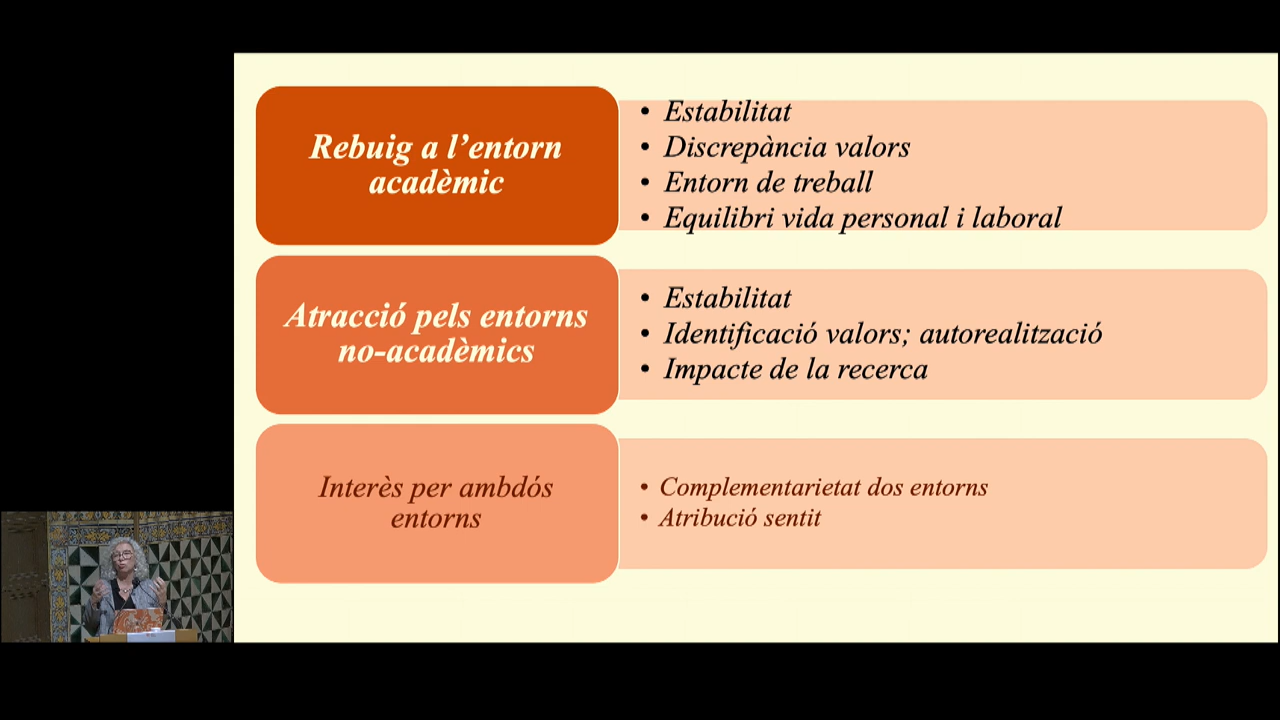 Rebuig a l’entorn
acadèmic
• Estabilitat
• Discrepància valors
• Entorn de treball
• Equilibri vida personal i laboral
Atracció pels entorns
no-acadèmics
• Estabilitat
• Identificació valors; autorealització
• Impacte de la recerca
Interès per ambdós
entorns
• Complementarietat dos entorns
• Atribució sentit